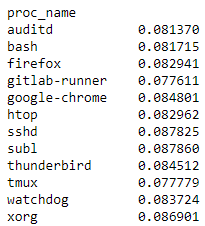 proc_name
auditd 0.081370
bash 0.081715
firefox 0.082941
gitlab-runner 0.077611
google-chrome 0.084801
htop 0.082962
sshd 0.087825
subl 0.087860
thunderbird 0.084512
tmux 0.077779
watchdog 0.083724
xorg 0.086901